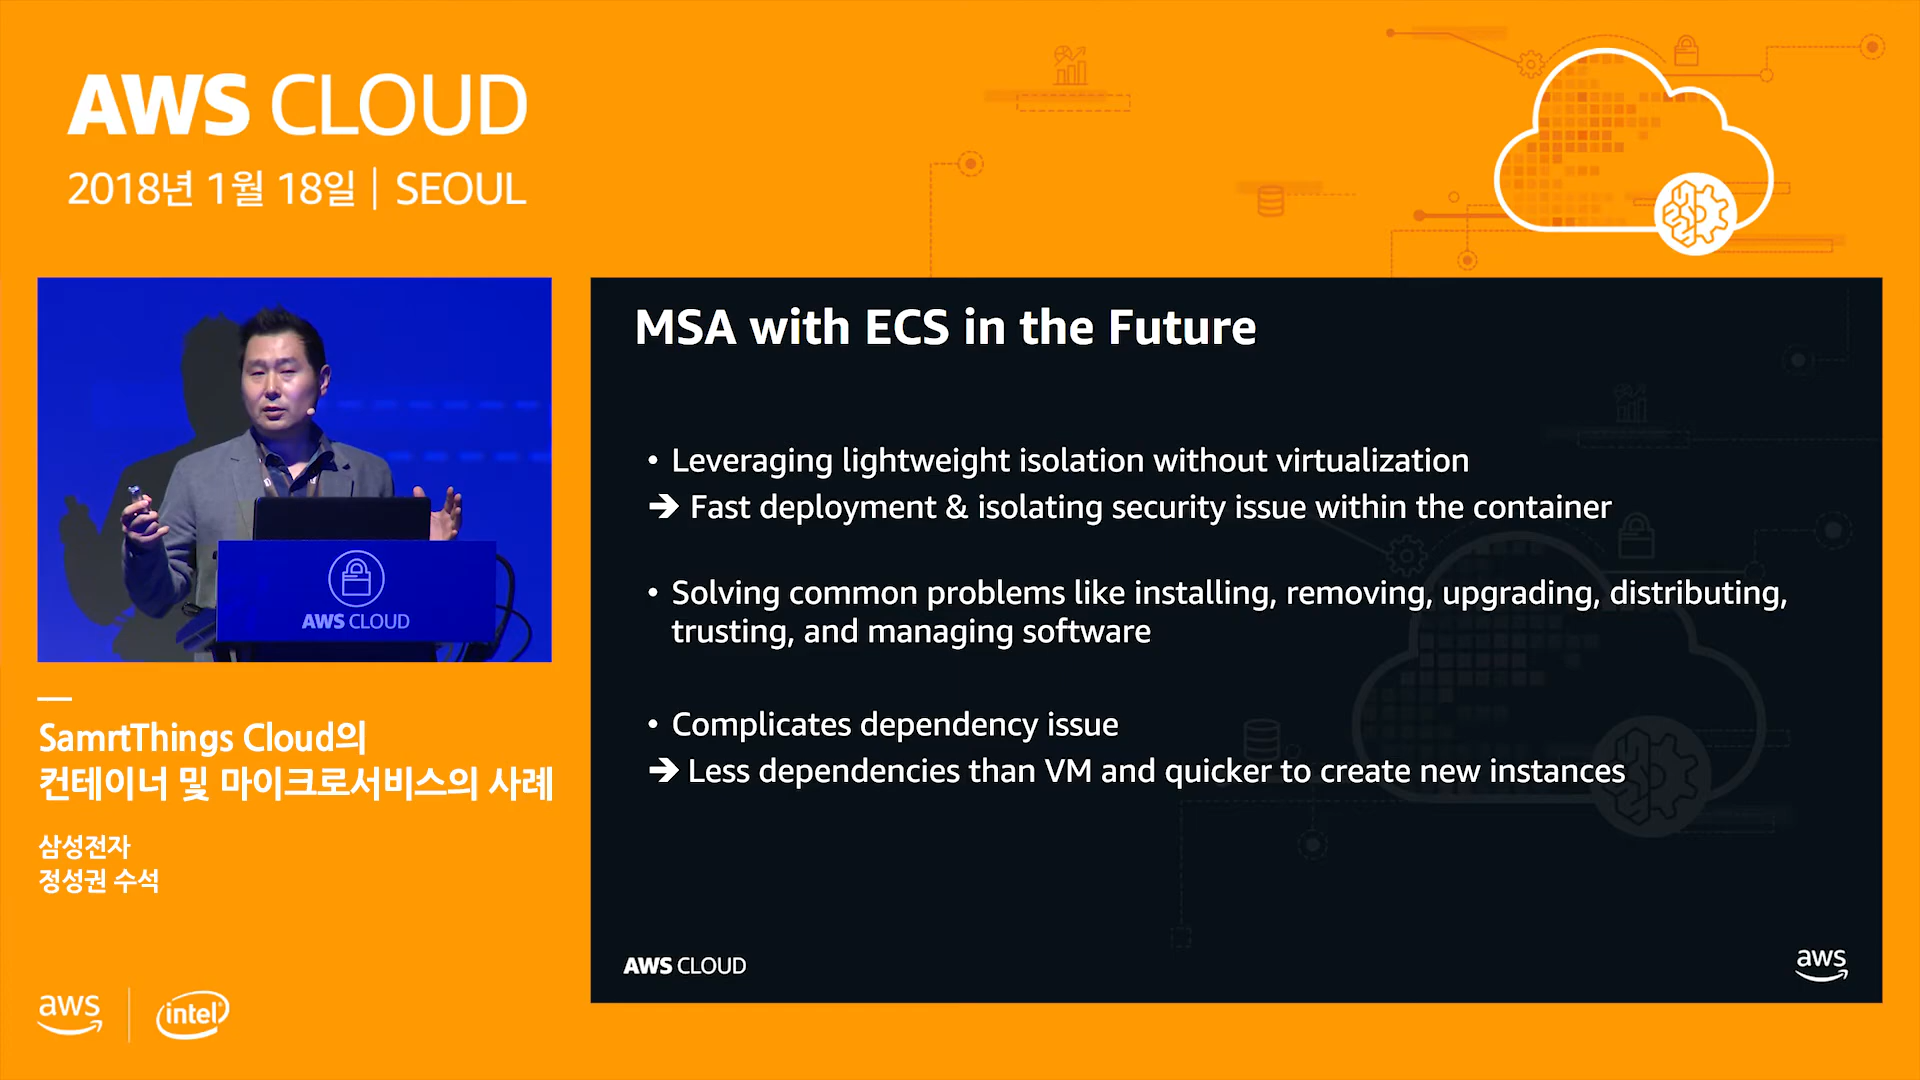 AWS CLOUD
2018년 1월 18일 | SEOUL
AWS CLOUD
SamrtThings Cloud의
컨테이너 및 마이크로서비스의 사례
삼성전자
정성권 수석
aws
intel
MSA with ECS in the Future
• Leveraging lightweight isolation without virtualization
➔ Fast deployment & isolating security issue within the container
• Solving common problems like installing, removing, upgrading, distributing,
trusting, and managing software
• Complicates dependency issue
➔ Less dependencies than VM and quicker to create new instances
AWS CLOUD
aws